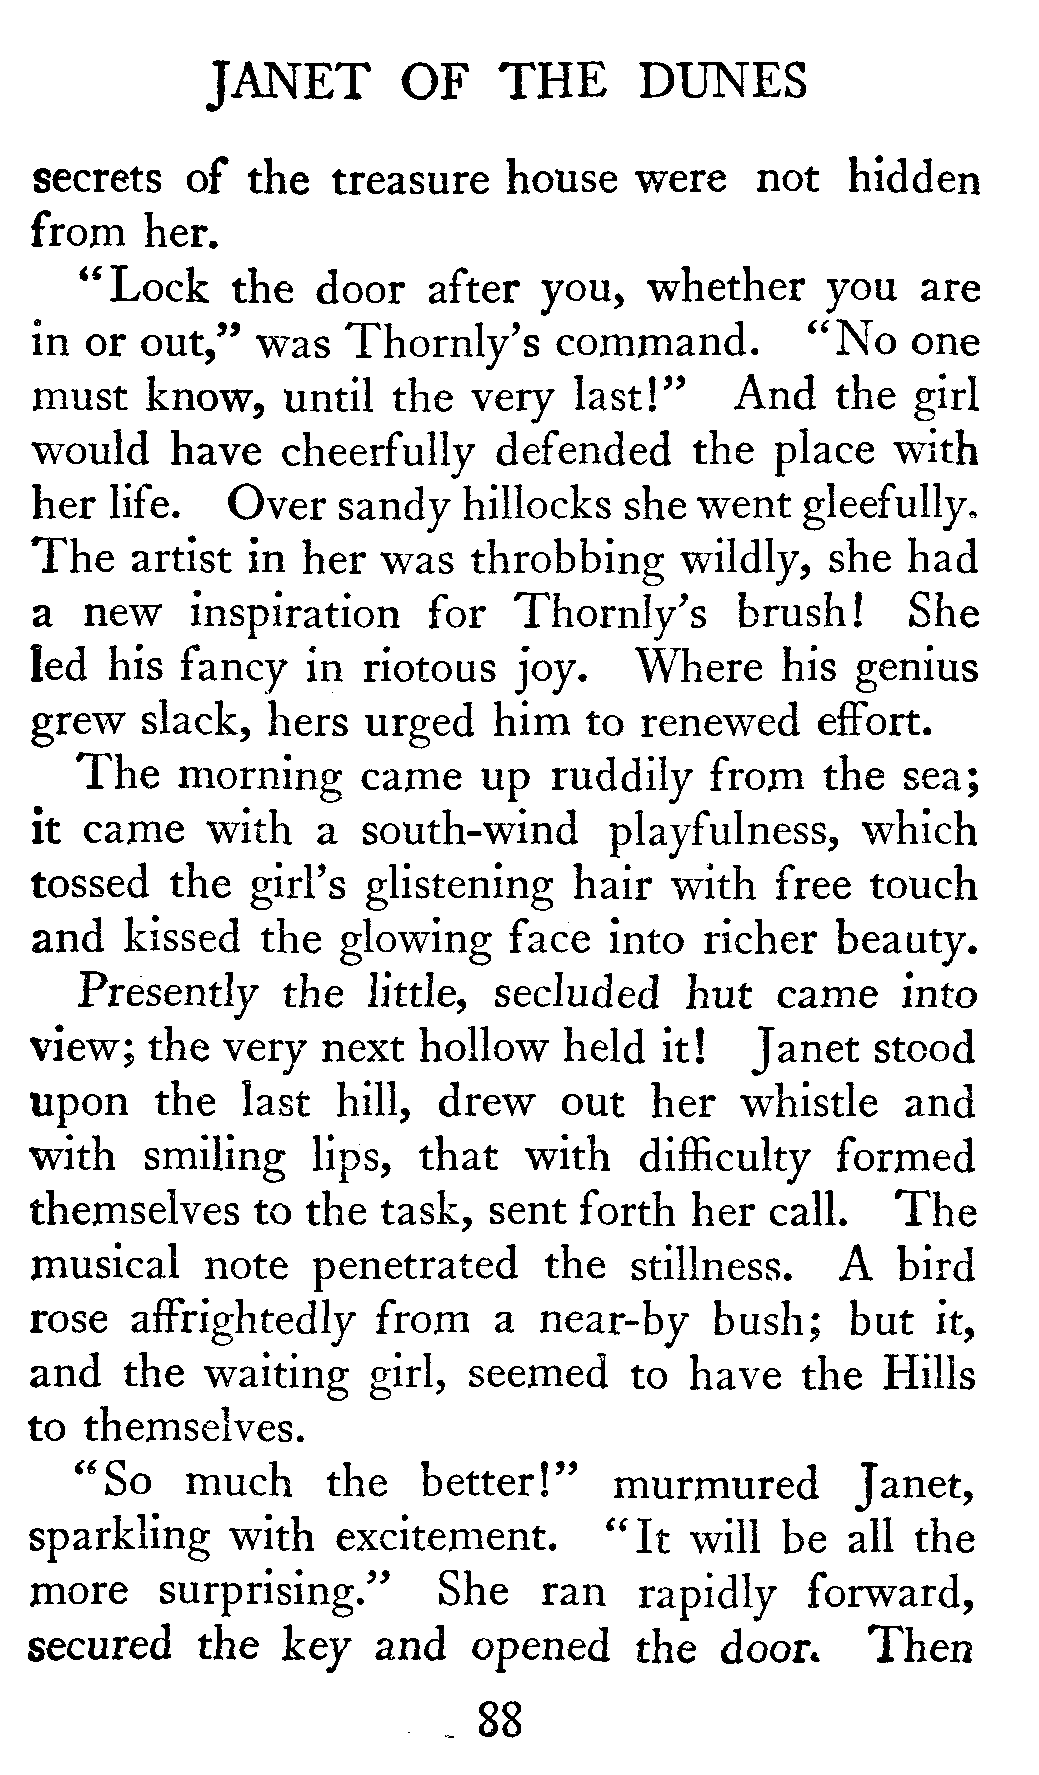 JANET OF THE DUNES
secrets of the treasure house were not hidden
from her.
"Lock the door after you, whether you are
in or out," was Thornly's command. "No one
must know, until the very last!" And the girl
would have cheerfully defended the place with
her life. Over sandy hillocks she went gleefully.
The artist in her was throbbing wildly, she had
a new inspiration for Thornly's brush! She
led his fancy in riotous joy. Where his genius
grew slack, hers urged him to renewed effort.
The morning came up ruddily from the sea;
it came with a south-wind playfulness, which
tossed the girl's glistening hair with free touch
and kissed the glowing face into richer beauty.
Presently the little, secluded hut came into
view; the very next hollow held it! Janet stood
upon the last hill, drew out her whistle and
with smiling lips, that with difficulty formed
themselves to the task, sent forth her call. The
musical note penetrated the stillness. A bird
rose affrightedly from a near-by bush; but it,
and the waiting girl, seemed to have the Hills
to themselves.
"So much the better!" murmured Janet,
sparkling with excitement. "It will be all the
more surprising." She ran rapidly forward,
secured the key and opened the door. Then
88